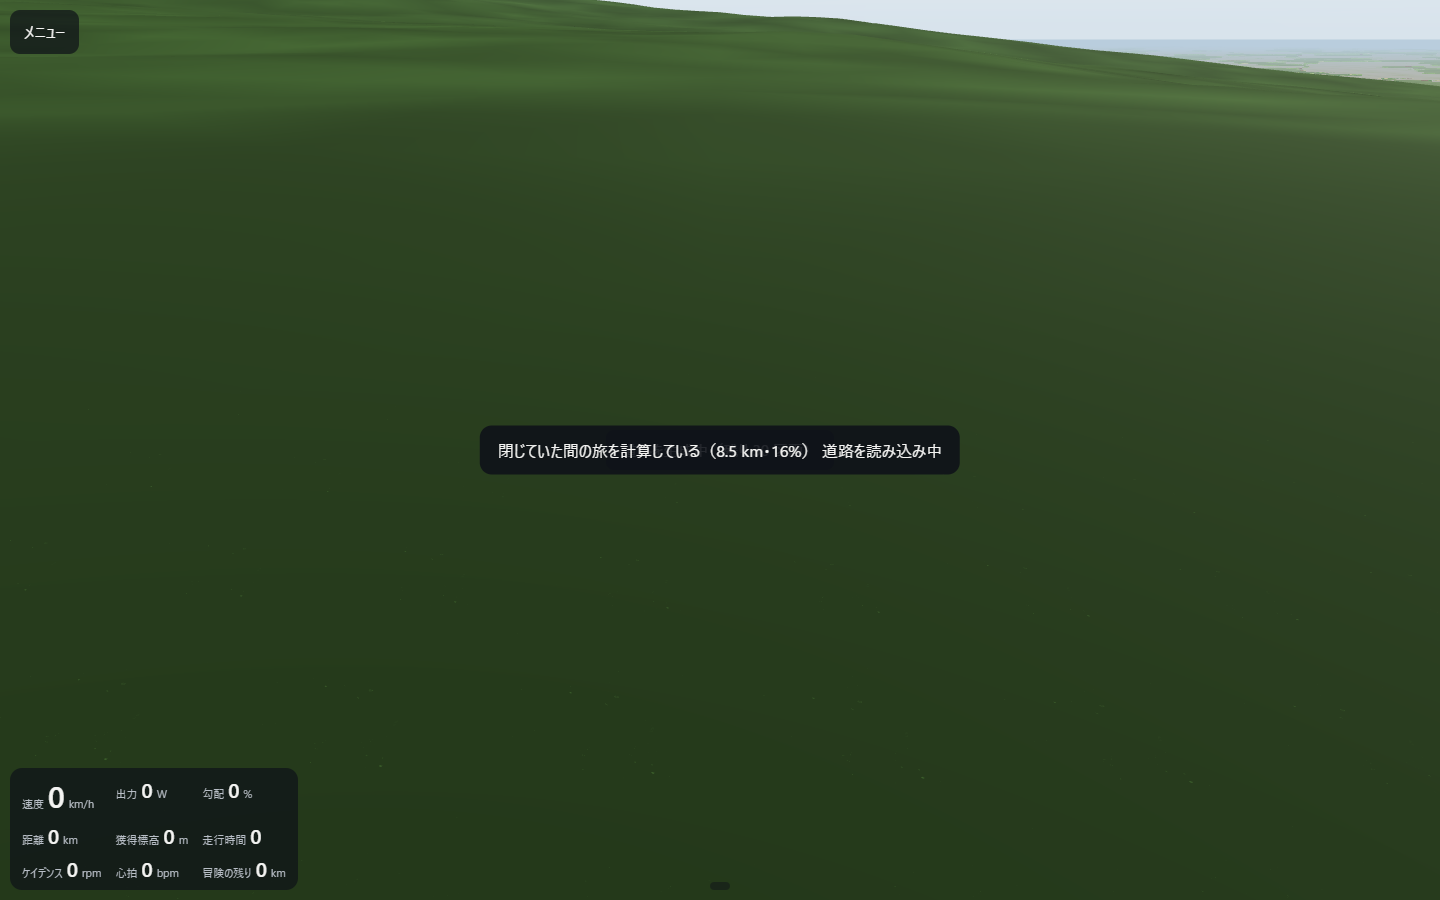 メニュー
閉じていた間の旅を計算している（8.5 km・16%） 道路を読み込み中
速度 0 km/h 出力 0 W 勾配 0 %
距離 0 km 獲得標高 0 m 走行時間 0
ケイデンス 0 rpm 心拍 0 bpm 冒険の残り 0 km